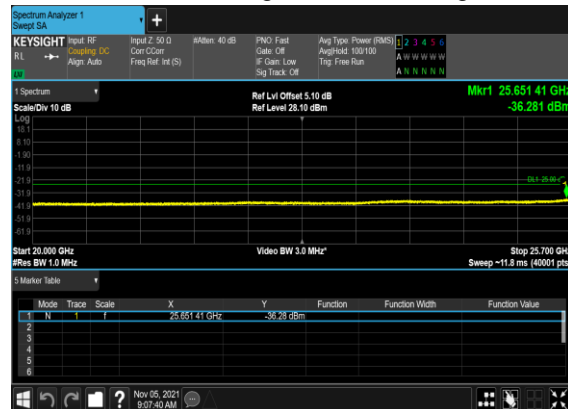 Spectrum Analyzer 1
Swept SA
+
KEYSIGHT Input: RF Input Z: 50 Ω #Atten: 40 dB PNO: Fast Avg Type: Power (RMS) 1 2 3 4 5 6
RL Coupling: DC Corr CCorr Gate: Off Avg|Hold: 100/100 A W W W W W
Align: Auto Freq Ref: Int (S) IF Gain: Low Trig: Free Run
LU Sig Track: Off A N N N N N
1 Spectrum Ref Lvl Offset 5.10 dB Mkr1 25.651 41 GHz
Scale/Div 10 dB Ref Level 28.10 dBm -36.281 dBm
Log
18.1
8.10
-1.90
-11.9
-21.9 DL1 -25.00
-31.9
-41.9
-51.9
-61.9
Start 20.000 GHz Video BW 3.0 MHz* Stop 25.700 GHz
#Res BW 1.0 MHz Sweep ~11.8 ms (40001 pts
5 Marker Table
Mode Trace Scale X Y Function Function Width Function Value
1 N 1 f 25.651 41 GHz -36.28 dBm
2
3
4
5
6
? Nov 05, 2021
9:07:40 AM